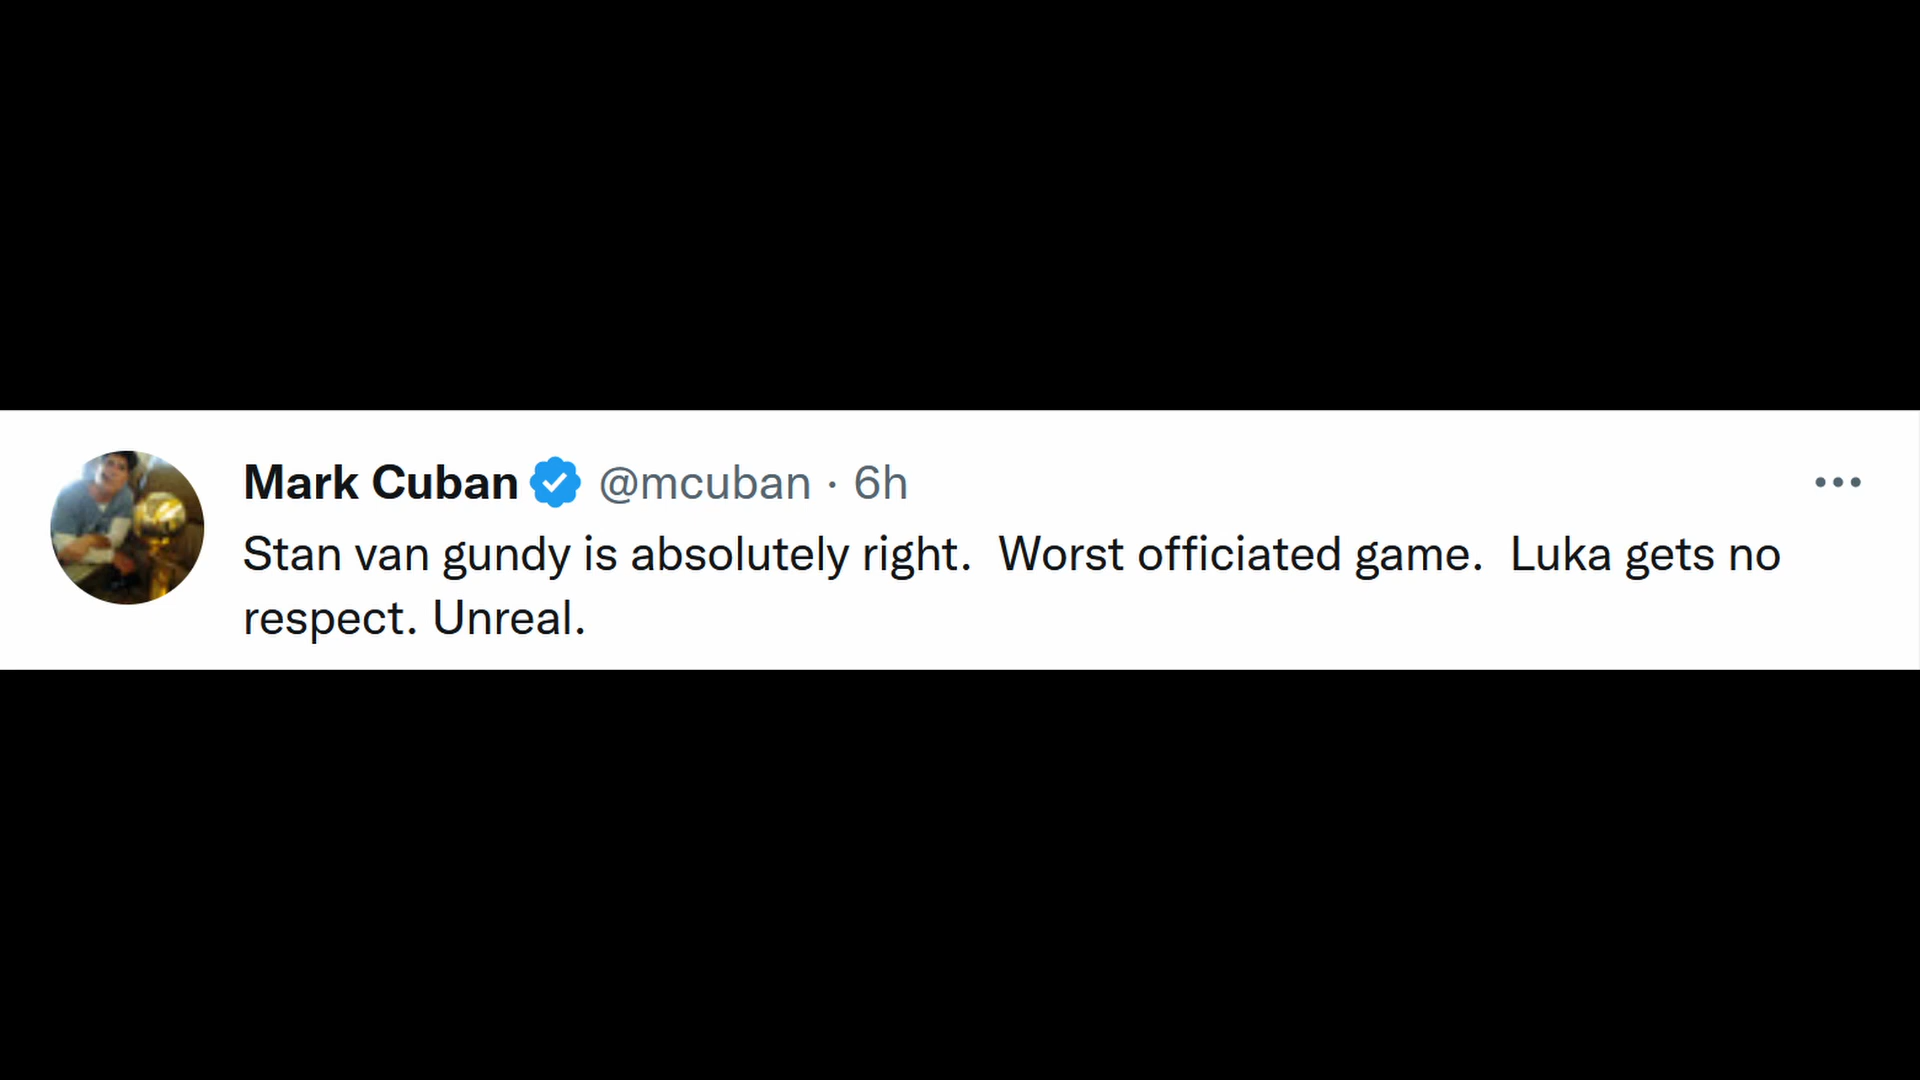 Mark Cuban @mcuban · 6h
Stan van gundy is absolutely right.  Worst officiated game.  Luka gets no
respect. Unreal.